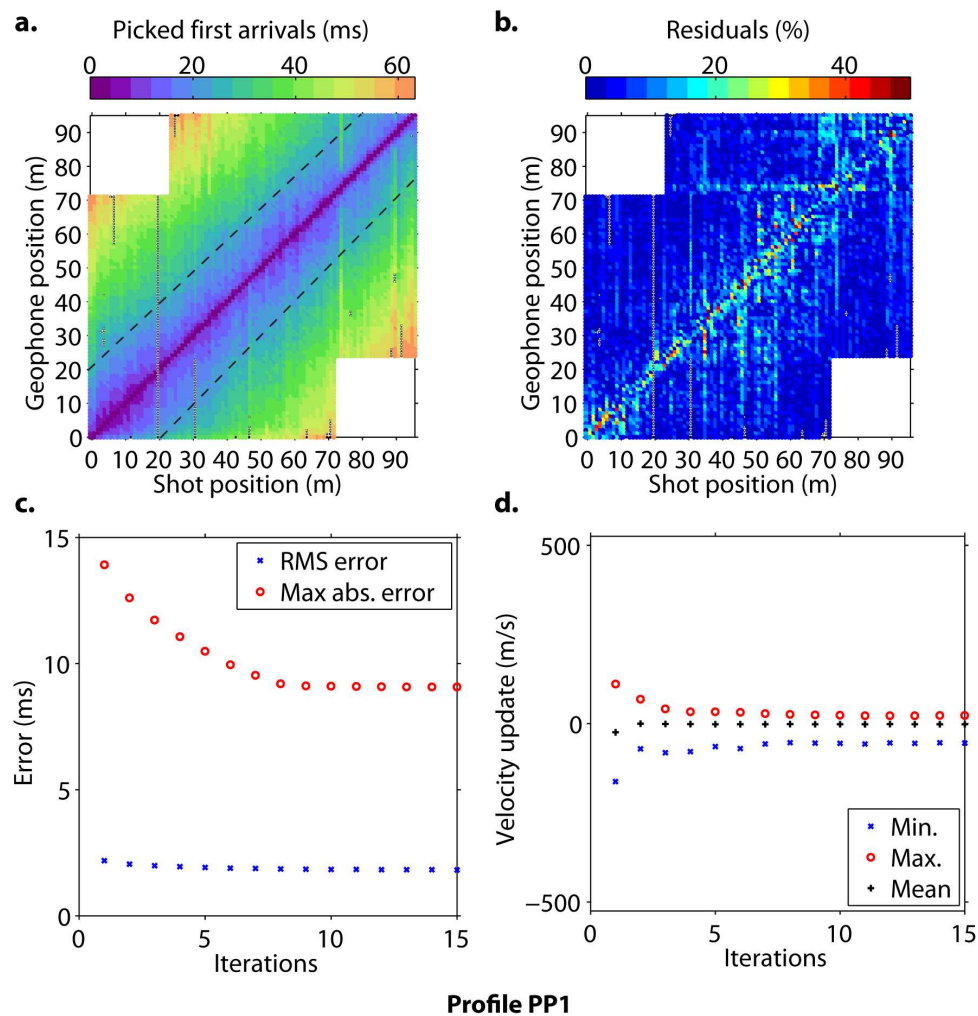 a.
Picked first arrivals (ms)
0 20 40 60
Geophone position (m)
90
80
70
60
50
40
30
20
10
0
0 10 20 30 40 50 60 70 80 90
Shot position (m)
b.
Residuals (%)
0 20 40
Geophone position (m)
90
80
70
60
50
40
30
20
10
0
0 10 20 30 40 50 60 70 80 90
Shot position (m)
c.
Error (ms)
15
10
5
0
RMS error
Max abs. error
0 5 10 15
Iterations
d.
Velocity update (m/s)
500
0
−500
Min.
Max.
Mean
0 5 10 15
Iterations
Profile PP1